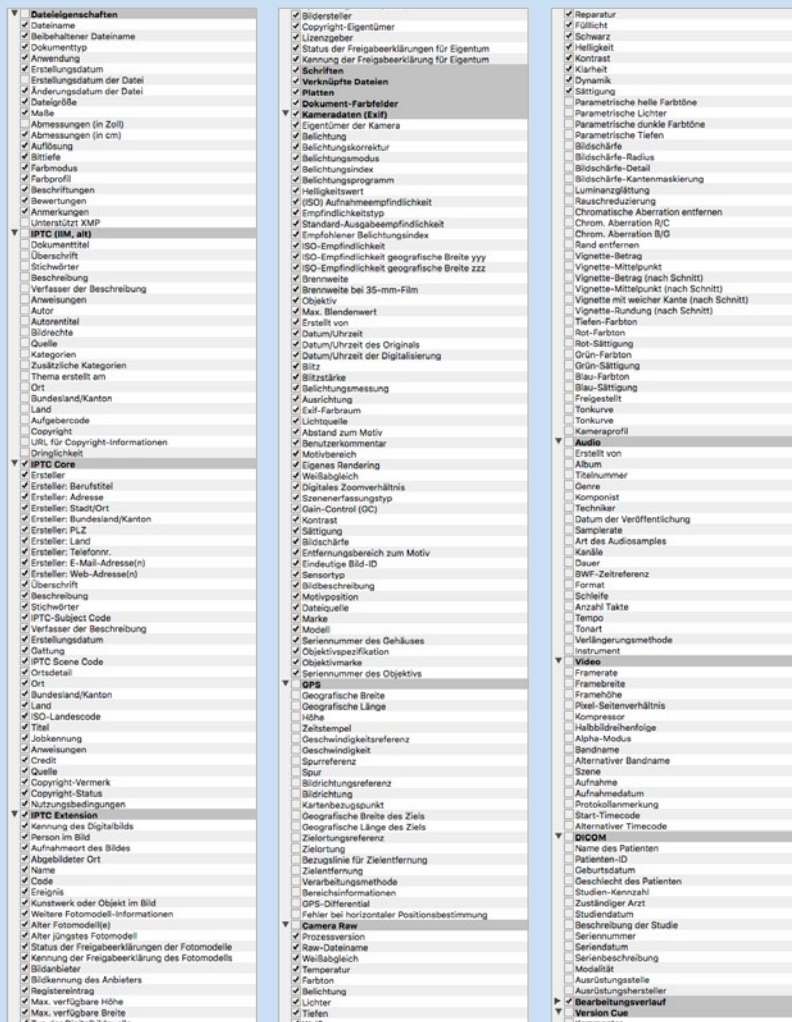 Dateieigenschaften
Dateiname
Beibehaltener Dateiname
Dokumenttyp
Anwendung
Erstellungsdatum
Erstellungsdatum der Datei
Änderungsdatum der Datei
Dateigröße
Maße
Abmessungen (in Zoll)
Abmessungen (in cm)
Auflösung
Bittiefe
Farbmodus
Farbprofil
Beschriftungen
Bewertungen
Anmerkungen
Unterstützt XMP
IPTC (IIM, alt)
Dokumenttitel
Überschrift
Stichwörter
Beschreibung
Verfasser der Beschreibung
Anweisungen
Autor
Autorentitel
Bildrechte
Quelle
Kategorien
Zusätzliche Kategorien
Thema erstellt am
Ort
Bundesland/Kanton
Land
Aufgebercode
Copyright
URL für Copyright-Informationen
Dringlichkeit
IPTC Core
Ersteller
Ersteller: Berufstitel
Ersteller: Adresse
Ersteller: Stadt/Ort
Ersteller: Bundesland/Kanton
Ersteller: PLZ
Ersteller: Land
Ersteller: Telefonnr.
Ersteller: E-Mail-Adresse(n)
Ersteller: Web-Adresse(n)
Überschrift
Beschreibung
Stichwörter
IPTC-Subject Code
Verfasser der Beschreibung
Erstellungsdatum
Gattung
IPTC Scene Code
Ortsdetail
Ort
Bundesland/Kanton
Land
ISO-Landescode
Titel
Jobkennung
Anweisungen
Credit
Quelle
Copyright-Vermerk
Copyright-Status
Nutzungsbedingungen
IPTC Extension
Kennung des Digitalbilds
Person im Bild
Aufnahmeort des Bildes
Abgebildeter Ort
Name
Code
Ereignis
Kunstwerk oder Objekt im Bild
Weitere Fotomodell-Informationen
Alter Fotomodell(e)
Alter jüngstes Fotomodell
Status der Freigabeerklärungen der Fotomodelle
Kennung der Freigabeerklärung des Fotomodells
Bildanbieter
Bildkennung des Anbieters
Registereintrag
Max. verfügbare Höhe
Max. verfügbare Breite
Bildersteller
Copyright-Eigentümer
Lizenzgeber
Status der Freigabeerklärungen für Eigentum
Kennung der Freigabeerklärung für Eigentum
Schriften
Verknüpfte Dateien
Platten
Dokument-Farbfelder
Kameradaten (Exif)
Eigentümer der Kamera
Belichtung
Belichtungskorrektur
Belichtungsmodus
Belichtungsindex
Belichtungsprogramm
Helligkeitswert
(ISO) Aufnahmeempfindlichkeit
Empfindlichkeitstyp
Standard-Ausgabeempfindlichkeit
Empfohlener Belichtungsindex
ISO-Empfindlichkeit
ISO-Empfindlichkeit geografische Breite yyy
ISO-Empfindlichkeit geografische Breite zzz
Brennweite
Brennweite bei 35-mm-Film
Objektiv
Max. Blendenwert
Erstellt von
Datum/Uhrzeit
Datum/Uhrzeit des Originals
Datum/Uhrzeit der Digitalisierung
Blitz
Blitzstärke
Belichtungsmessung
Ausrichtung
Exif-Farbraum
Lichtquelle
Abstand zum Motiv
Benutzerkommentar
Motivbereich
Eigenes Rendering
Weißabgleich
Digitales Zoomverhältnis
Szenenerfassungstyp
Gain-Control (GC)
Kontrast
Sättigung
Bildschärfe
Entfernungsbereich zum Motiv
Eindeutige Bild-ID
Sensortyp
Bildbeschreibung
Motivposition
Dateiquelle
Marke
Modell
Seriennummer des Gehäuses
Objektivspezifikation
Objektivmarke
Seriennummer des Objektivs
GPS
Geografische Breite
Geografische Länge
Höhe
Zeitstempel
Geschwindigkeitsreferenz
Geschwindigkeit
Spurreferenz
Spur
Bildrichtungsreferenz
Bildrichtung
Kartenbezugspunkt
Geografische Breite des Ziels
Geografische Länge des Ziels
Zielortungsreferenz
Zielortung
Bezugslinie für Zielentfernung
Zielentfernung
Verarbeitungsmethode
Bereichsinformationen
GPS-Differential
Fehler bei horizontaler Positionsbestimmung
Camera Raw
Prozessversion
Raw-Dateiname
Weißabgleich
Temperatur
Farbton
Belichtung
Lichter
Tiefen
Reparatur
Fülllicht
Schwarz
Helligkeit
Kontrast
Klarheit
Dynamik
Sättigung
Parametrische helle Farbtöne
Parametrische Lichter
Parametrische dunkle Farbtöne
Parametrische Tiefen
Bildschärfe
Bildschärfe-Radius
Bildschärfe-Detail
Bildschärfe-Kantenmaskierung
Luminanzglättung
Rauschreduzierung
Chromatische Aberration entfernen
Chrom. Aberration R/C
Chrom. Aberration B/G
Rand entfernen
Vignette-Betrag
Vignette-Mittelpunkt
Vignette-Betrag (nach Schnitt)
Vignette-Mittelpunkt (nach Schnitt)
Vignette mit weicher Kante (nach Schnitt)
Vignette-Rundung (nach Schnitt)
Tiefen-Farbton
Rot-Farbton
Rot-Sättigung
Grün-Farbton
Grün-Sättigung
Blau-Farbton
Blau-Sättigung
Freigestellt
Tonkurve
Tonkurve
Kameraprofil
Audio
Erstellt von
Album
Titelnummer
Genre
Komponist
Techniker
Datum der Veröffentlichung
Samplerate
Art des Audiosamples
Kanäle
Dauer
BWF-Zeitreferenz
Format
Schleife
Anzahl Takte
Tempo
Tonart
Verlängerungsmethode
Instrument
Video
Framerate
Framebreite
Framehöhe
Pixel-Seitenverhältnis
Kompressor
Halbbildreihenfolge
Alpha-Modus
Bandname
Alternativer Bandname
Szene
Aufnahme
Aufnahmedatum
Protokollanmerkung
Start-Timecode
Alternativer Timecode
DICOM
Name des Patienten
Patienten-ID
Geburtsdatum
Geschlecht des Patienten
Studien-Kennzahl
Zuständiger Arzt
Studiendatum
Beschreibung der Studie
Seriennummer
Seriendatum
Serienbeschreibung
Modalität
Ausrüstungsstelle
Ausrüstungshersteller
Bearbeitungsverlauf
Version Cue